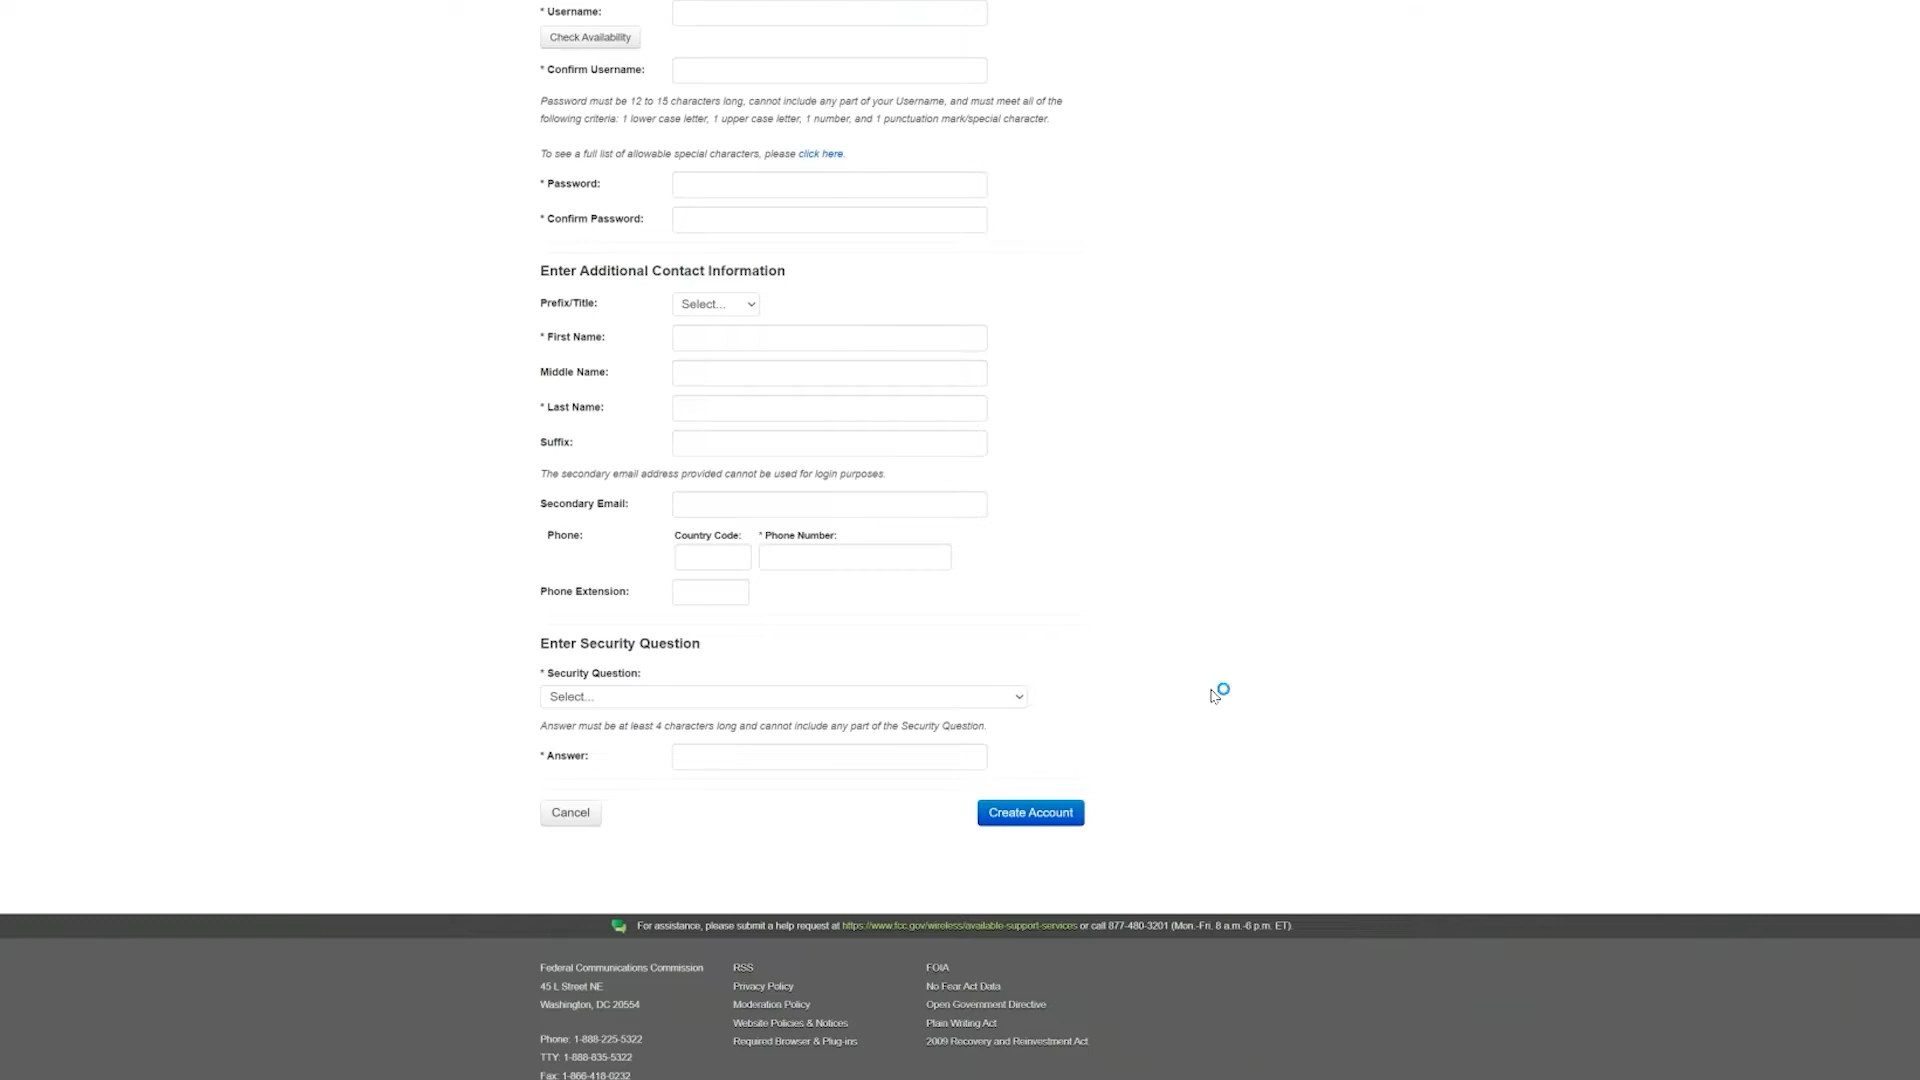 * Username:
Check Availability
* Confirm Username:
Password must be 12 to 15 characters long, cannot include any part of your Username, and must meet all of the
following criteria: 1 lower case letter, 1 upper case letter, 1 number, and 1 punctuation mark/special character.
To see a full list of allowable special characters, please click here.
* Password:
* Confirm Password:
Enter Additional Contact Information
Prefix/Title: Select...
* First Name:
Middle Name:
* Last Name:
Suffix:
The secondary email address provided cannot be used for login purposes.
Secondary Email:
Phone: Country Code: * Phone Number:
Phone Extension:
Enter Security Question
* Security Question:
Select...
Answer must be at least 4 characters long and cannot include any part of the Security Question.
* Answer:
Cancel Create Account
For assistance, please submit a help request at https://www.fcc.gov/wireless/available-support-services or call 877-480-3201 (Mon.-Fri. 8 a.m.-6 p.m. ET).
Federal Communications Commission
45 L Street NE
Washington, DC 20554
Phone: 1-888-225-5322
TTY: 1-888-835-5322
Fax: 1-866-418-0232
RSS
Privacy Policy
Moderation Policy
Website Policies & Notices
Required Browser & Plug-ins
FOIA
No Fear Act Data
Open Government Directive
Plain Writing Act
2009 Recovery and Reinvestment Act